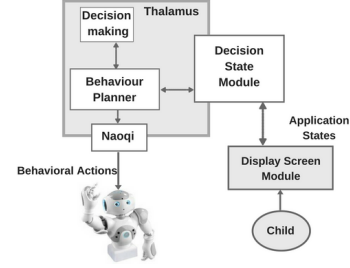 Thalamus
Decision
making
Behaviour
Planner
Naoqi
Decision
State
Module
Application
States
Display Screen
Module
Child
Behavioral Actions